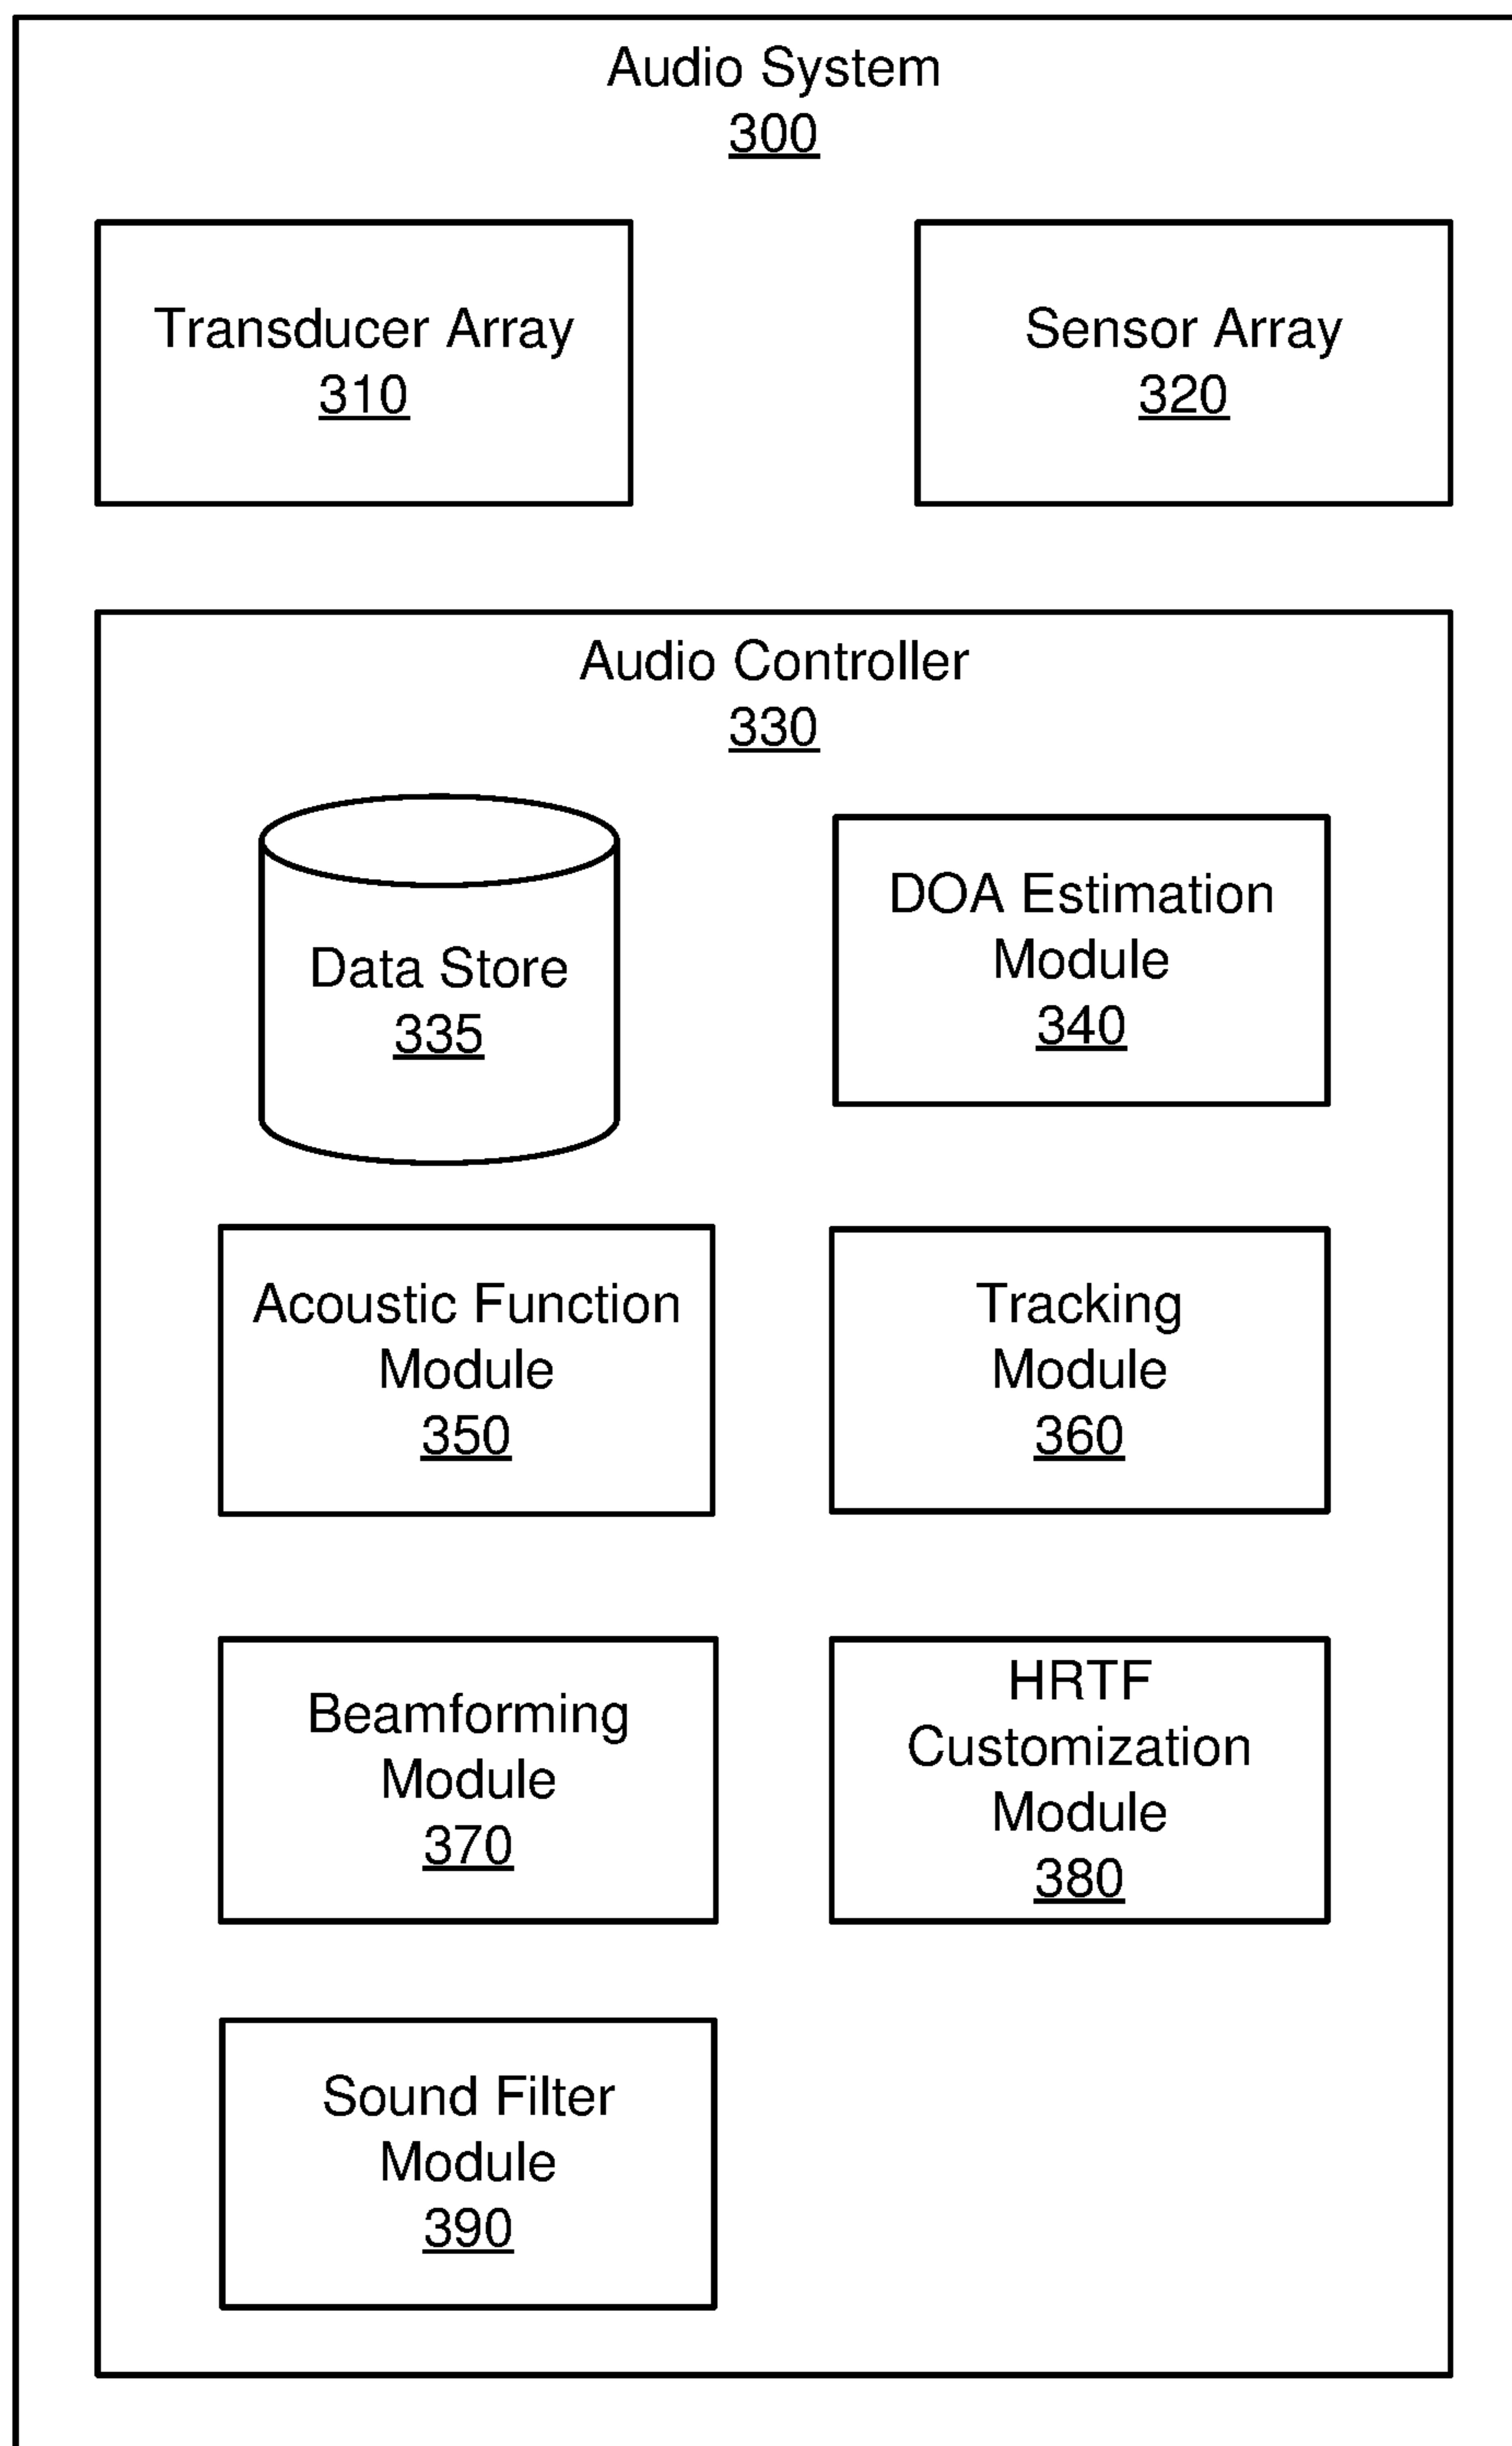 Audio System
300
Transducer Array
310
Sensor Array
320
Audio Controller
330
Data Store
335
DOA Estimation
Module
340
Acoustic Function
Module
350
Tracking
Module
360
Beamforming
Module
370
HRTF
Customization
Module
380
Sound Filter
Module
390